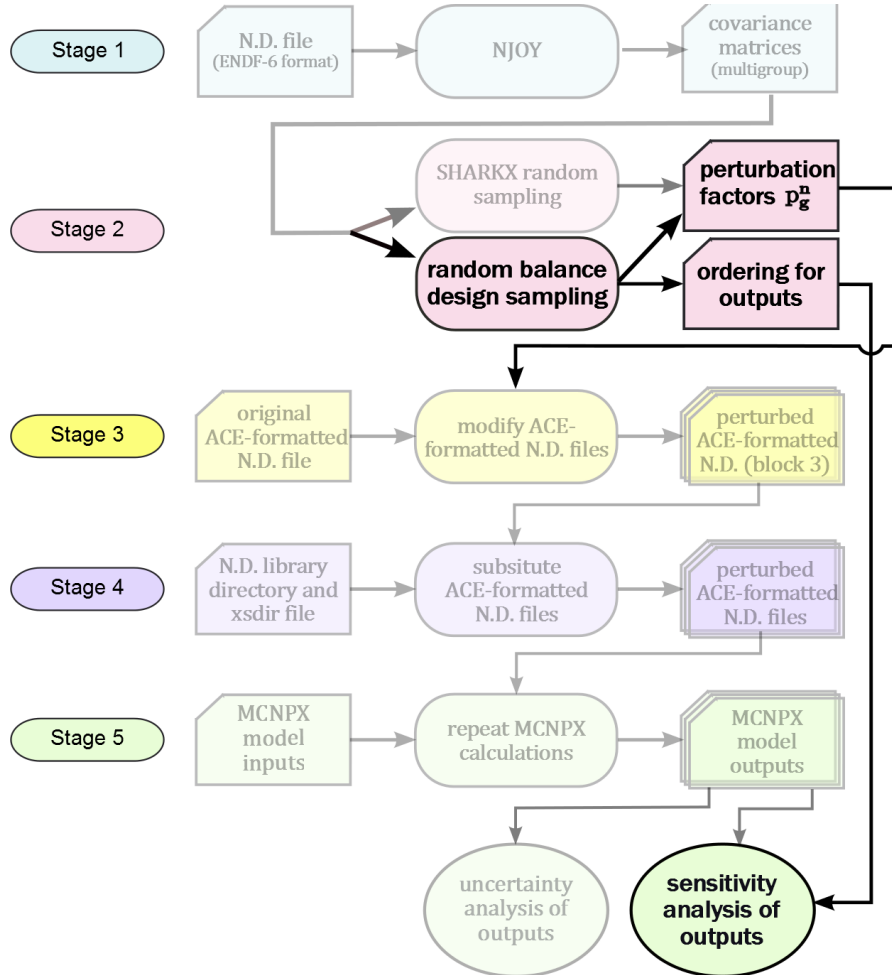 Stage 1
N.D. file
(ENDF-6 format)
NJOY
covariance
matrices
(multigroup)
Stage 2
SHARKX random
sampling
perturbation
factors p_g^n
random balance
design sampling
ordering for
outputs
Stage 3
original
ACE-formatted
N.D. file
modify ACE-
formatted N.D. files
perturbed
ACE-formatted
N.D. (block 3)
Stage 4
N.D. library
directory and
xsdir file
subsitute
ACE-formatted
N.D. files
perturbed
ACE-formatted
N.D. files
Stage 5
MCNPX
model
inputs
repeat MCNPX
calculations
MCNPX
model
outputs
uncertainty
analysis of
outputs
sensitivity
analysis of
outputs